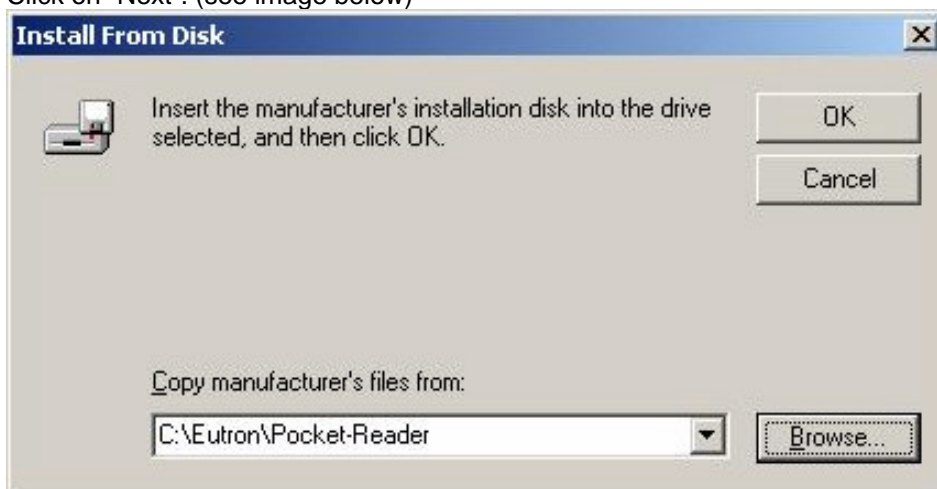 Click on "Next". (see image below)
Install From Disk
Insert the manufacturer's installation disk into the drive
selected, and then click OK.
OK
Cancel
Copy manufacturer's files from:
C:\Eutron\Pocket-Reader
Browse...